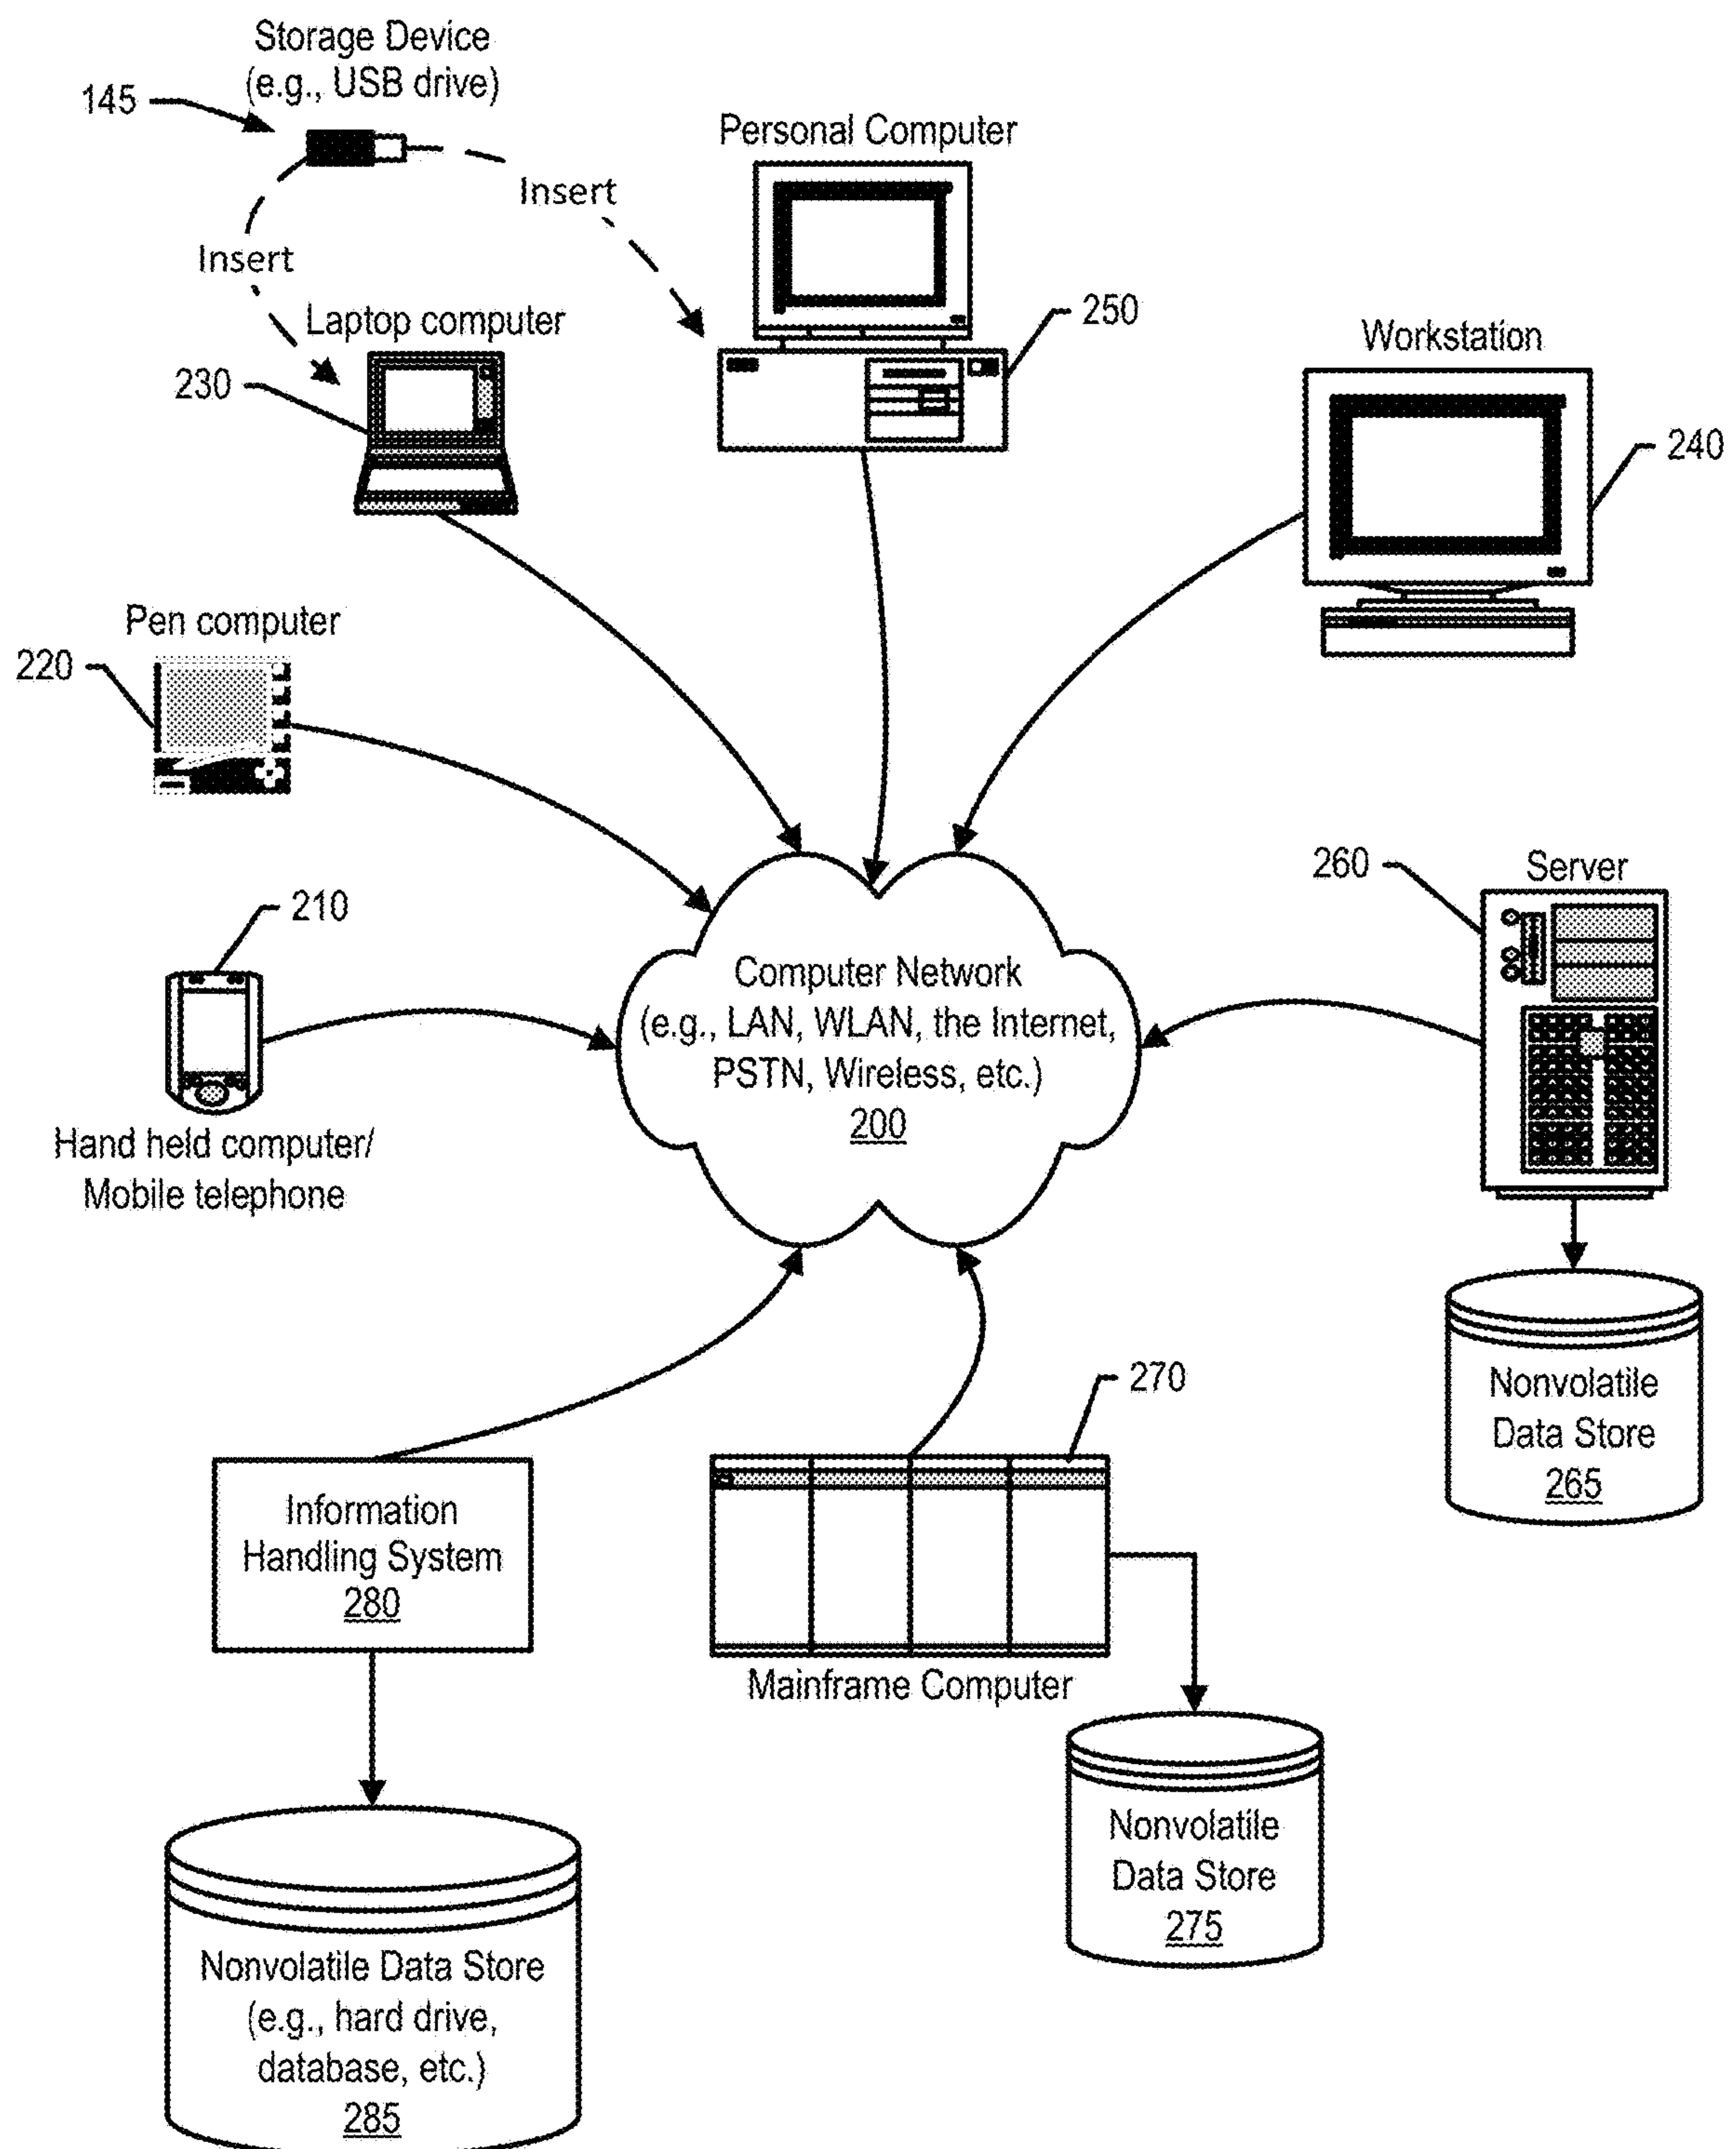 Storage Device
(e.g., USB drive)
145
Personal Computer
Insert
Insert
Laptop computer
250
Workstation
230
240
Pen computer
220
260
Server
210
Computer Network
(e.g., LAN, WLAN, the Internet,
PSTN, Wireless, etc.)
200
Hand held computer/
Mobile telephone
270
Nonvolatile
Data Store
265
Information
Handling System
280
Mainframe Computer
Nonvolatile
Data Store
275
Nonvolatile Data Store
(e.g., hard drive,
database, etc.)
285